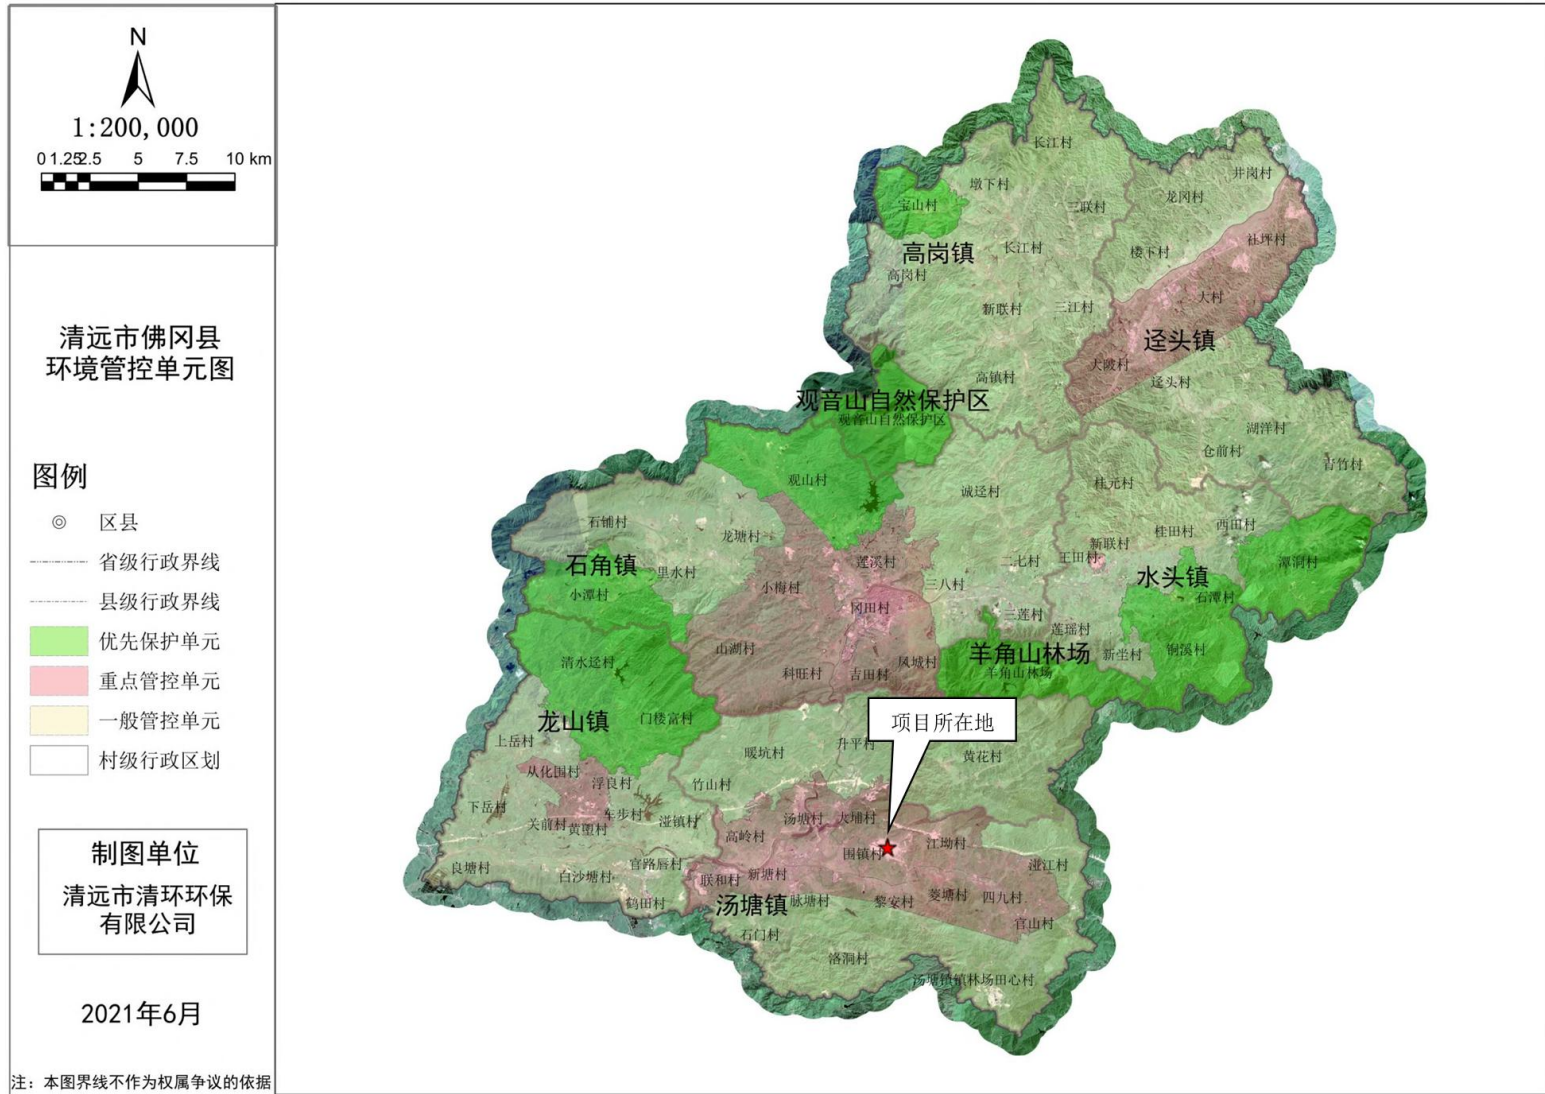 N
1:200,000
0 1.25 2.5 5 7.5 10 km
清远市佛冈县
环境管控单元图
图例
区县
省级行政界线
县级行政界线
优先保护单元
重点管控单元
一般管控单元
村级行政区划
制图单位
清远市清环环保
有限公司
2021年6月
注：本图界线不作为权属争议的依据
长江村
井岗村
墩下村
龙冈村
宝山村
三联村
社坪村
长江村
楼下村
高岗镇
高岗村
大村
新联村
三江村
迳头镇
大陂村
高镇村
迳头村
观音山自然保护区
观音山自然保护区
湖洋村
仓前村
青竹村
观山村
诚迳村
桂元村
石铺村
龙塘村
西田村
桂田村
新联村
王田村
石角镇
莲溪村
二七村
潭洞村
里水村
水头镇
小梅村
三八村
小潭村
石潭村
冈田村
三莲村
莲瑶村
山湖村
铜溪村
新坐村
羊角山林场
清水迳村
凤城村
科旺村
吉田村
羊角山林场
龙山镇
门楼富村
项目所在地
上岳村
升平村
暖坑村
黄花村
从化围村
浮良村
竹山村
下岳村
车步村
湴镇村
汤塘村
大埔村
关前村
黄塱村
高岭村
江坳村
围镇村
官路唇村
湴江村
良塘村
白沙塘村
联和村
新塘村
菱塘村
四九村
鹤田村
汤塘镇
脉塘村
黎安村
官山村
石门村
洛洞村
汤塘镇镇林场田心村